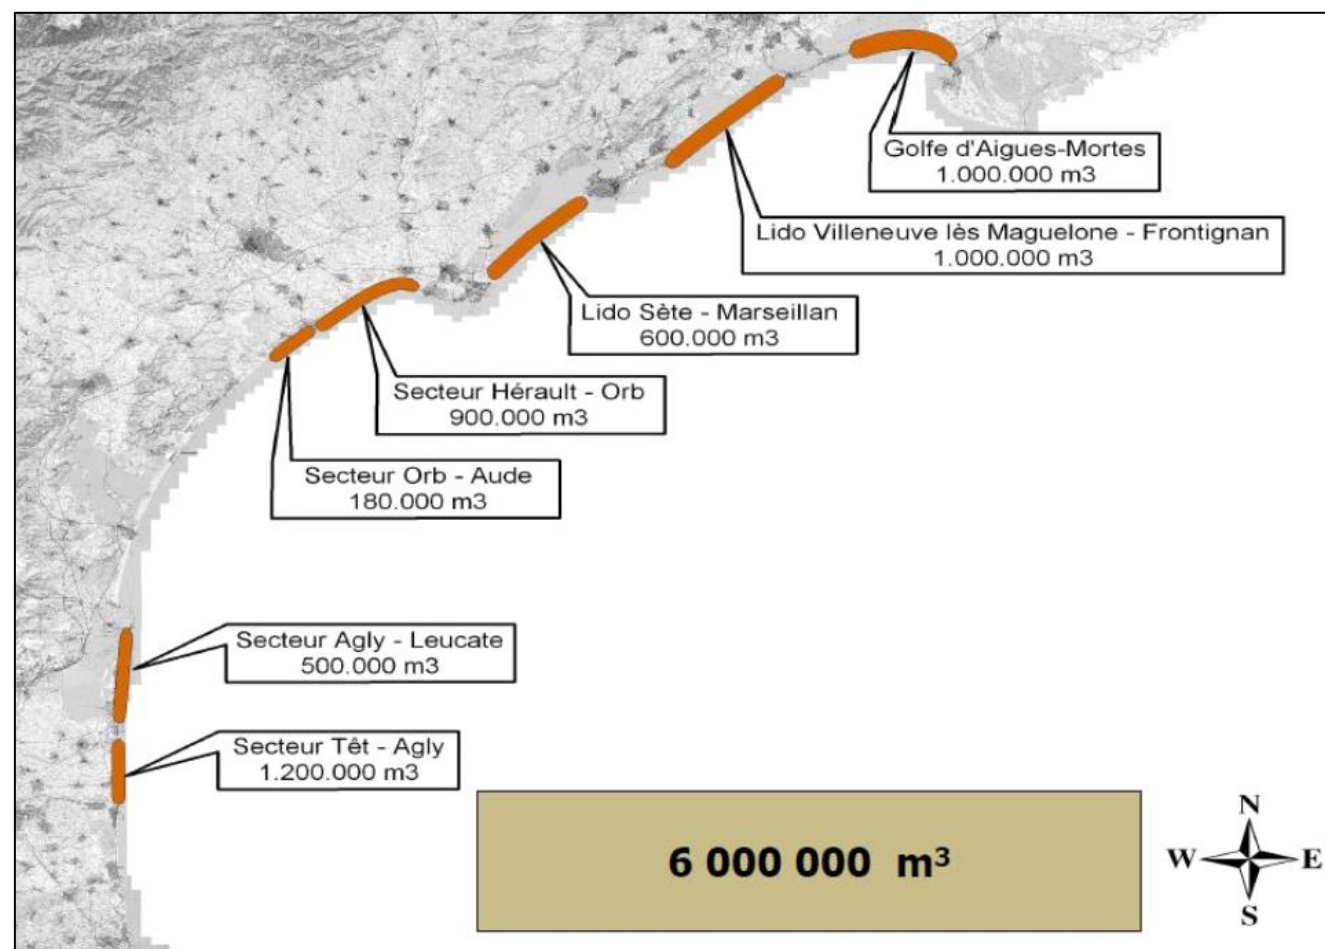 Golfe d'Aigues-Mortes
1.000.000 m3
Lido Villeneuve lès Maguelone - Frontignan
1.000.000 m3
Lido Sète - Marseillan
600.000 m3
Secteur Hérault - Orb
900.000 m3
Secteur Orb - Aude
180.000 m3
Secteur Agly - Leucate
500.000 m3
Secteur Têt - Agly
1.200.000 m3
6 000 000 m³
N
W E
S